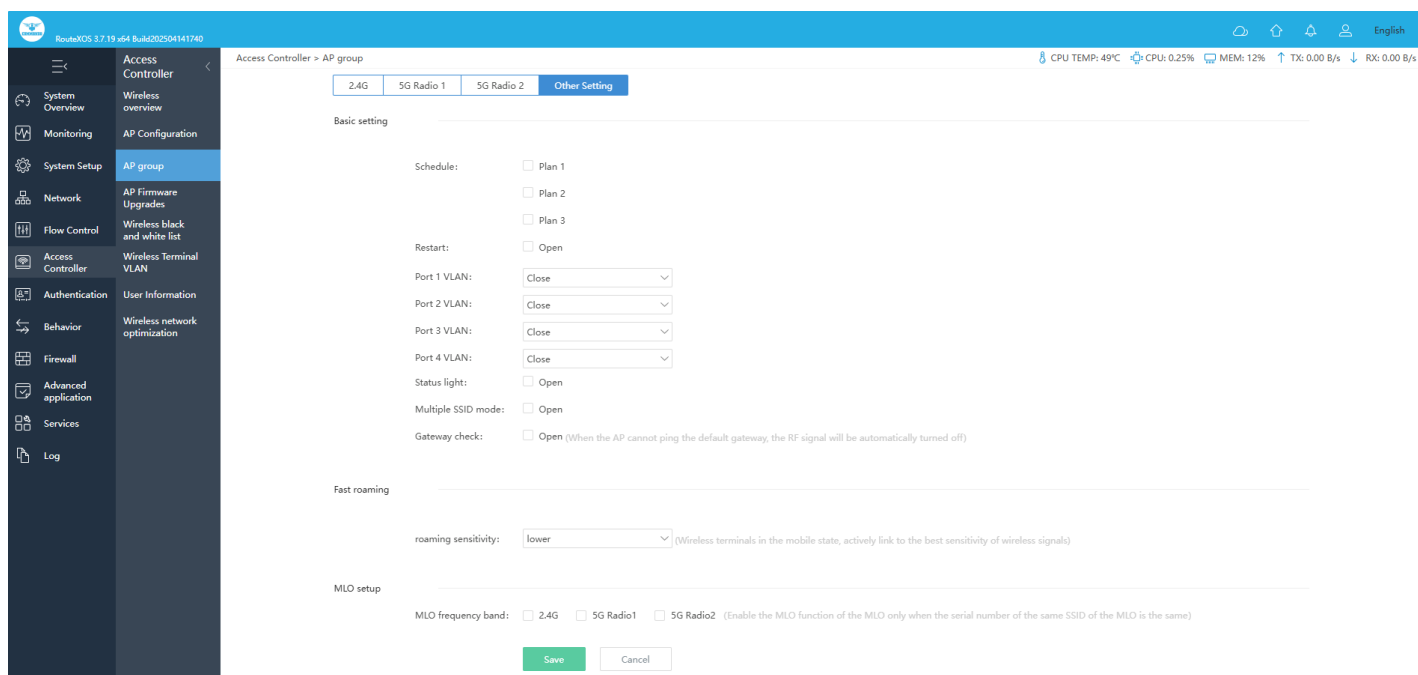 RouteXOS 3.7.19 x64 Build202504141740
English
Access Controller > AP group
CPU TEMP: 49℃ CPU: 0.25% MEM: 12% TX: 0.00 B/s RX: 0.00 B/s
System Overview
Monitoring
System Setup
Network
Flow Control
Access Controller
Authentication
Behavior
Firewall
Advanced application
Services
Log
Access Controller
Wireless overview
AP Configuration
AP group
AP Firmware Upgrades
Wireless black and white list
Wireless Terminal VLAN
User Information
Wireless network optimization
2.4G 5G Radio 1 5G Radio 2 Other Setting
Basic setting
Schedule: Plan 1
Plan 2
Plan 3
Restart: Open
Port 1 VLAN: Close
Port 2 VLAN: Close
Port 3 VLAN: Close
Port 4 VLAN: Close
Status light: Open
Multiple SSID mode: Open
Gateway check: Open (When the AP cannot ping the default gateway, the RF signal will be automatically turned off)
Fast roaming
roaming sensitivity: lower (Wireless terminals in the mobile state, actively link to the best sensitivity of wireless signals)
MLO setup
MLO frequency band: 2.4G 5G Radio1 5G Radio2 (Enable the MLO function of the MLO only when the serial number of the same SSID of the MLO is the same)
Save Cancel